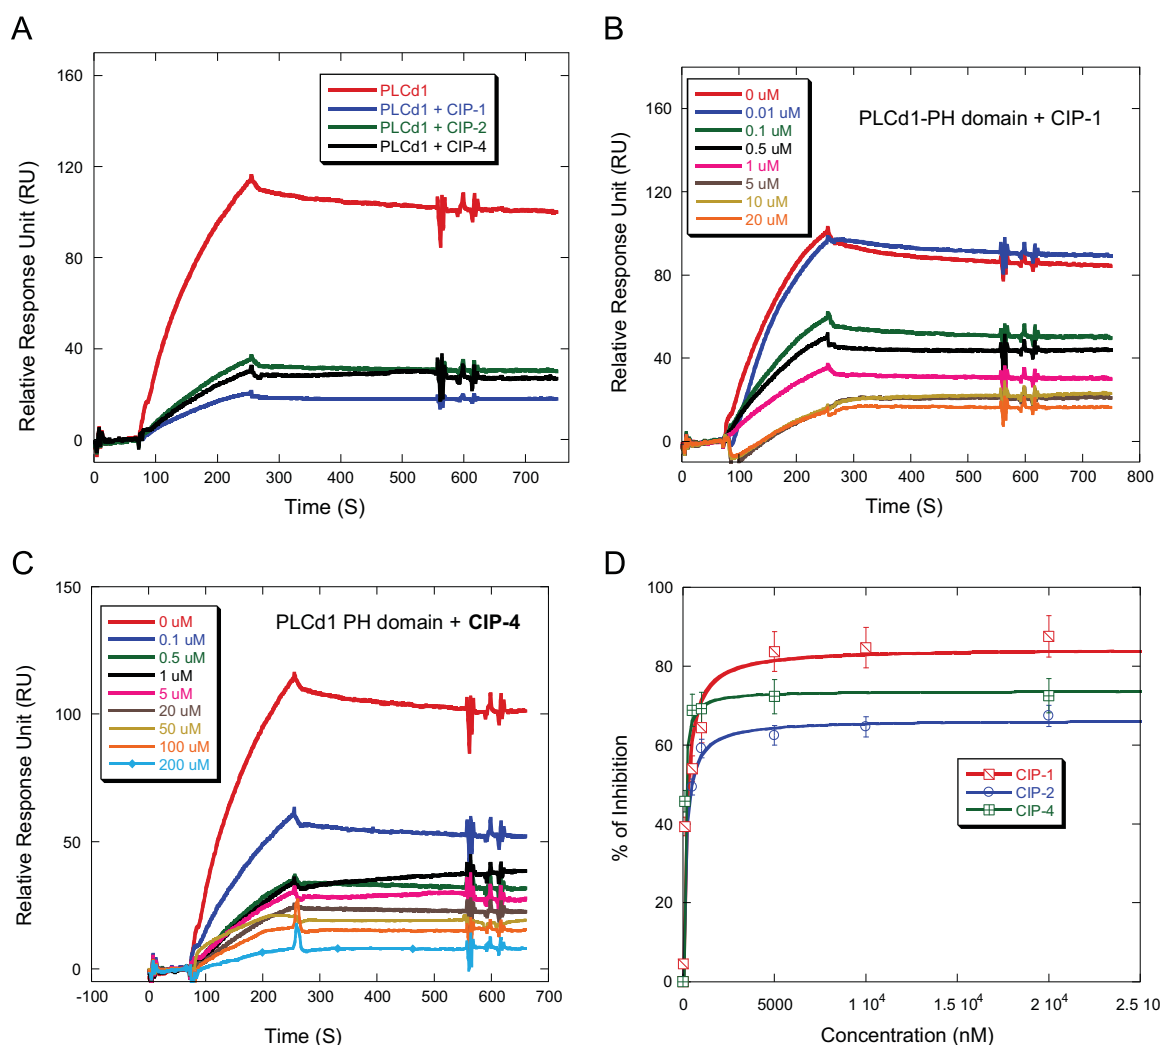 A
160
120
80
40
0
Relative Response Unit (RU)
PLCd1
PLCd1 + CIP-1
PLCd1 + CIP-2
PLCd1 + CIP-4
0 100 200 300 400 500 600 700
Time (S)
B
180
160
120
80
40
0
Relative Response Unit (RU)
0 uM
0.01 uM
0.1 uM
0.5 uM
1 uM
5 uM
10 uM
20 uM
PLCd1-PH domain + CIP-1
0 100 200 300 400 500 600 700 800
Time (S)
C
150
100
50
0
Relative Response Unit (RU)
0 uM
0.1 uM
0.5 uM
1 uM
5 uM
20 uM
50 uM
100 uM
200 uM
PLCd1 PH domain + CIP-4
-100 0 100 200 300 400 500 600 700
Time (S)
D
100
80
60
40
20
0
% of Inhibition
CIP-1
CIP-2
CIP-4
0 5000 1 10⁴ 1.5 10⁴ 2 10⁴ 2.5 10
Concentration (nM)